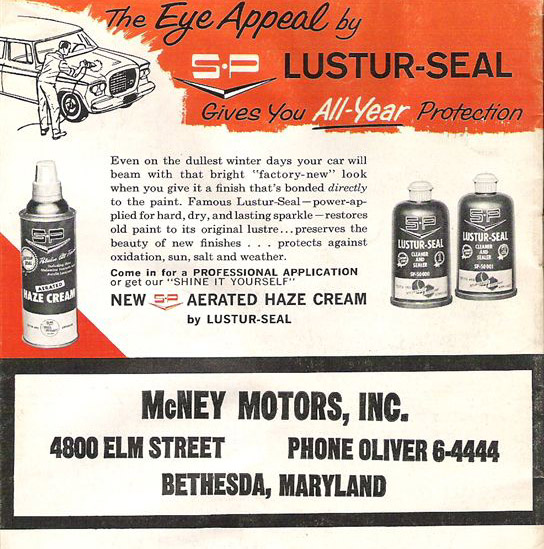 The Eye Appeal by
S·P LUSTUR-SEAL
Gives You All-Year Protection
Even on the dullest winter days your car will
beam with that bright "factory-new" look
when you give it a finish that's bonded directly
to the paint. Famous Lustur-Seal—power-ap-
plied for hard, dry, and lasting sparkle—restores
old paint to its original lustre...preserves the
beauty of new finishes . . . protects against
oxidation, sun, salt and weather.
Come in for a PROFESSIONAL APPLICATION
or get our "SHINE IT YOURSELF"
NEW S·P AERATED HAZE CREAM
by LUSTUR-SEAL
S·P
AERATED
HAZE CREAM
S·P
LUSTUR-SEAL
CLEANER
AND
SEALER
S·P
LUSTUR-SEAL
CLEANER
AND
SEALER
McNEY MOTORS, INC.
4800 ELM STREET PHONE OLIVER 6-4444
BETHESDA, MARYLAND